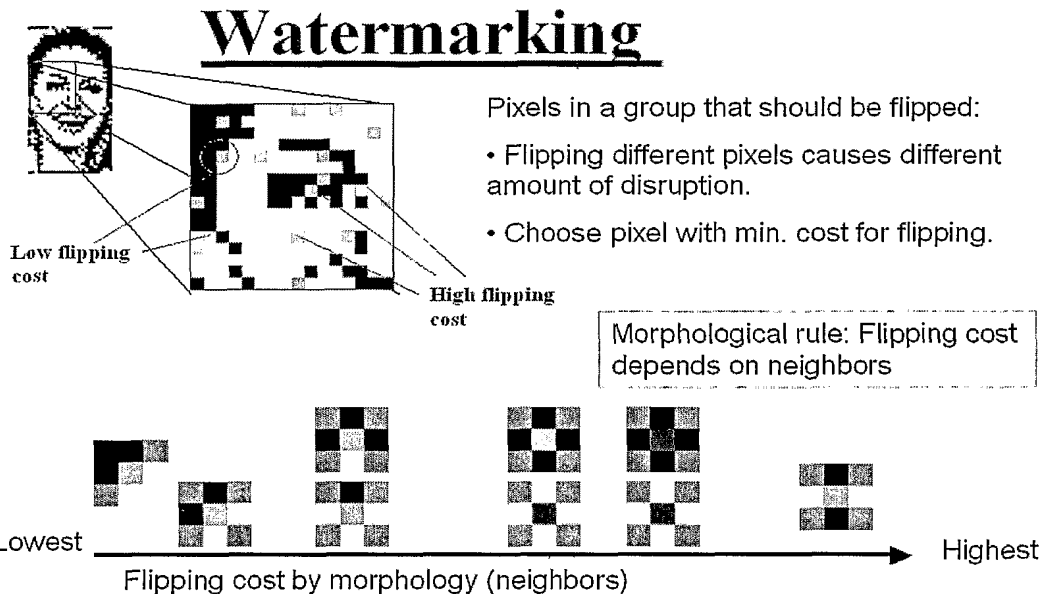 Watermarking
Pixels in a group that should be flipped:
• Flipping different pixels causes different
amount of disruption.
• Choose pixel with min. cost for flipping.
Low flipping
cost
High flipping
cost
Morphological rule: Flipping cost
depends on neighbors
Lowest
Highest
Flipping cost by morphology (neighbors)